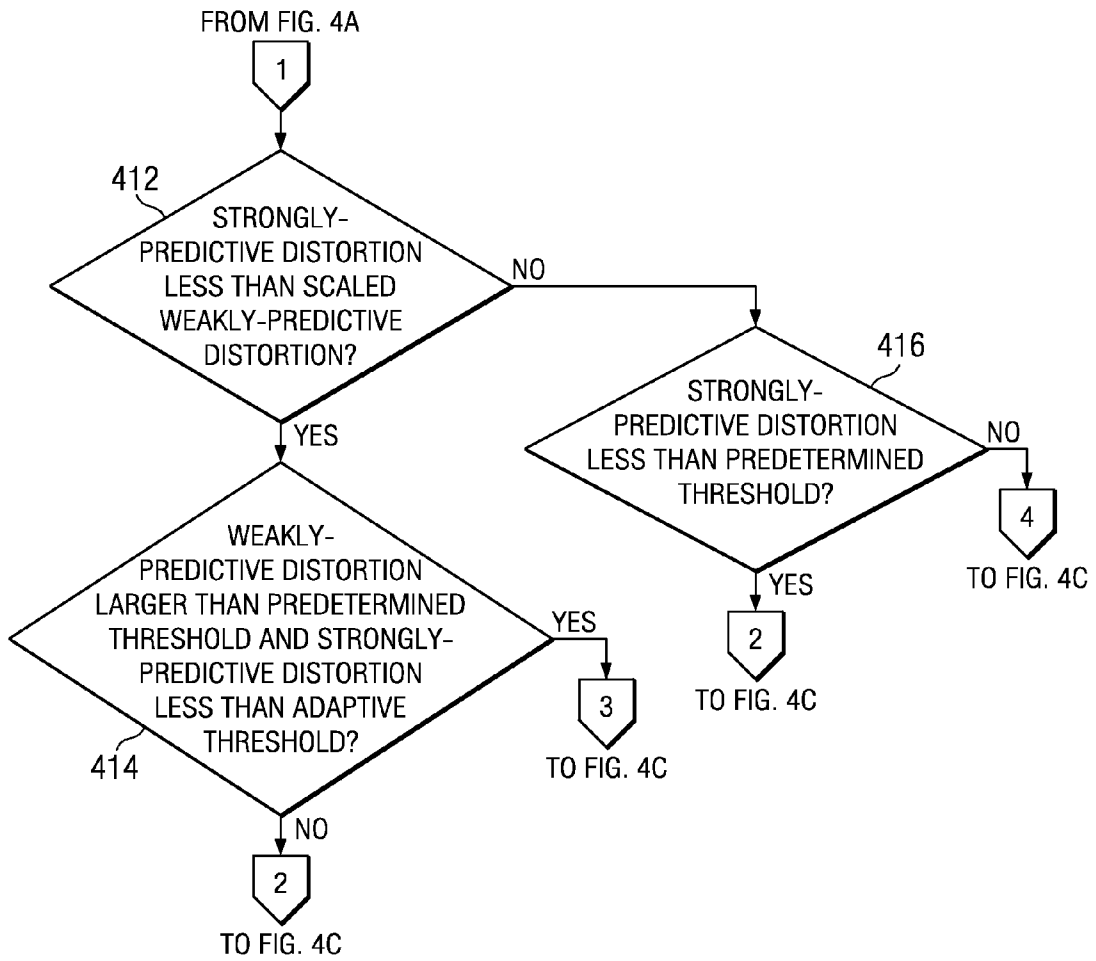 FROM FIG. 4A
1
412
STRONGLY-
PREDICTIVE DISTORTION
LESS THAN SCALED
WEAKLY-PREDICTIVE
DISTORTION?
NO
YES
416
STRONGLY-
PREDICTIVE DISTORTION
LESS THAN PREDETERMINED
THRESHOLD?
NO
4
TO FIG. 4C
YES
2
TO FIG. 4C
WEAKLY-
PREDICTIVE DISTORTION
LARGER THAN PREDETERMINED
THRESHOLD AND STRONGLY-
PREDICTIVE DISTORTION
LESS THAN ADAPTIVE
THRESHOLD?
414
YES
3
TO FIG. 4C
NO
2
TO FIG. 4C